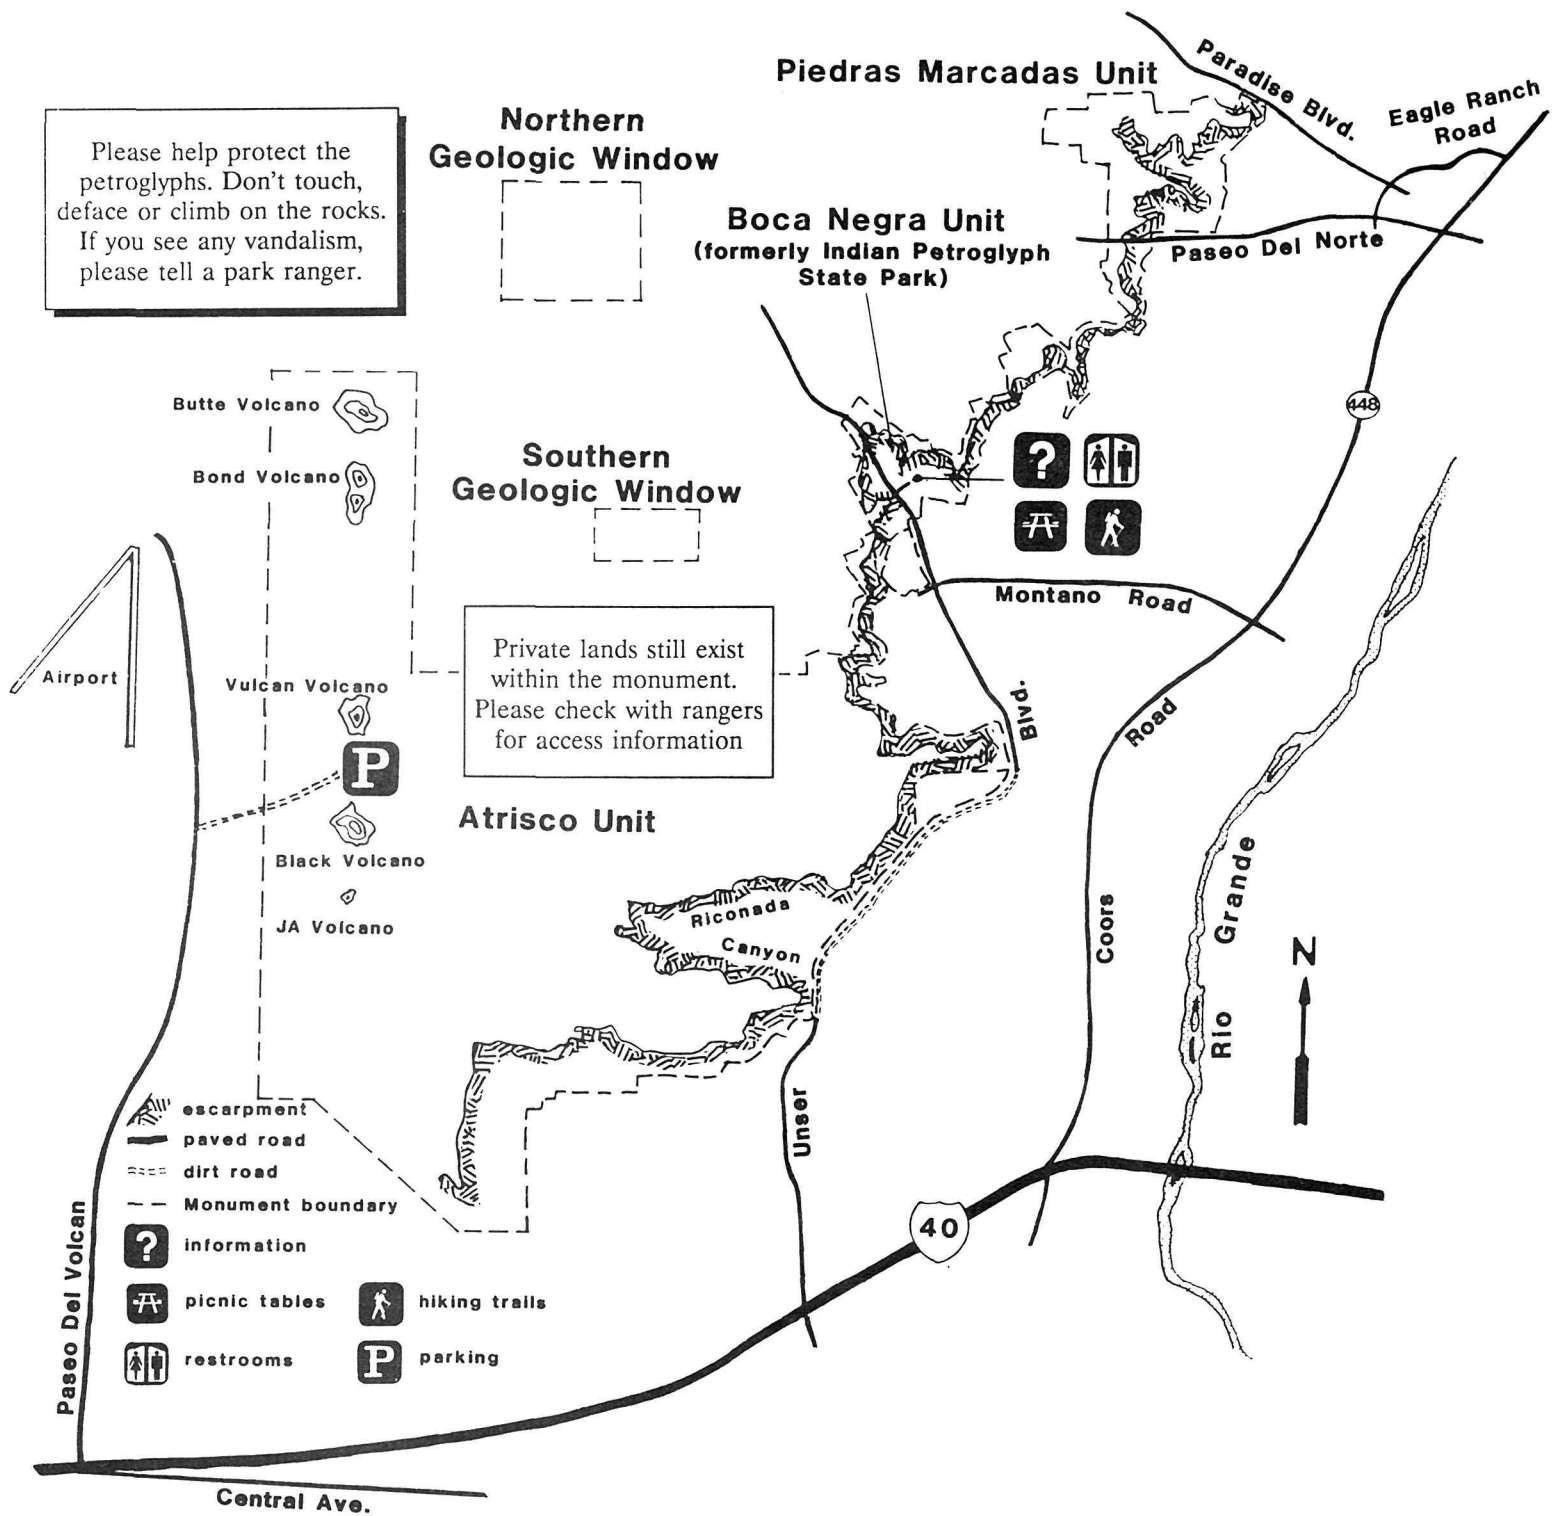 Piedras Marcadas Unit
Paradise Blvd.
Eagle Ranch
Road
Northern
Geologic Window
Please help protect the
petroglyphs. Don't touch,
deface or climb on the rocks.
If you see any vandalism,
please tell a park ranger.
Boca Negra Unit
(formerly Indian Petroglyph
State Park)
Paseo Del Norte
448
Butte Volcano
Bond Volcano
Southern
Geologic Window
?
Montano Road
Airport
Vulcan Volcano
P
Private lands still exist
within the monument.
Please check with rangers
for access information
Blvd.
Road
Atrisco Unit
Black Volcano
JA Volcano
Riconada
Canyon
Coors
Rio Grande
N
Unser
escarpment
paved road
dirt road
Monument boundary
? information
picnic tables
hiking trails
restrooms
P parking
40
Paseo Del Volcan
Central Ave.